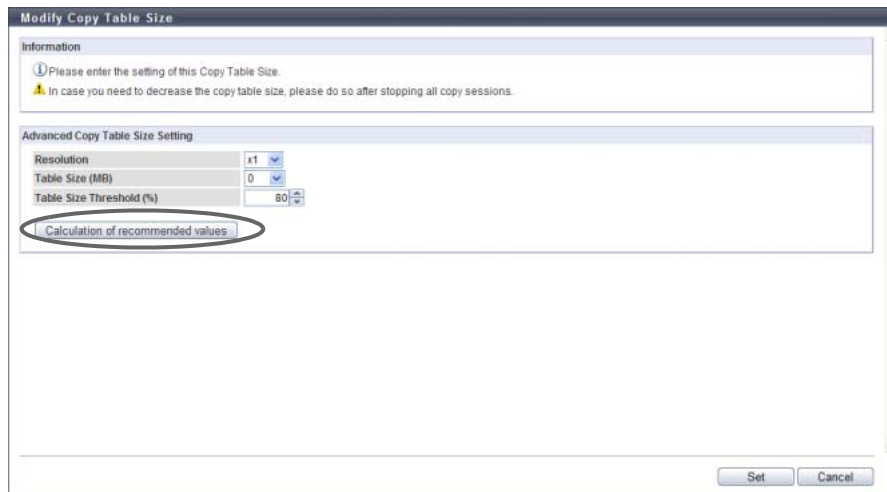 Modify Copy Table Size
Information
Please enter the setting of this Copy Table Size.
In case you need to decrease the copy table size, please do so after stopping all copy sessions.
Advanced Copy Table Size Setting
Resolution x1
Table Size (MB) 0
Table Size Threshold (%) 80
Calculation of recommended values
Set Cancel